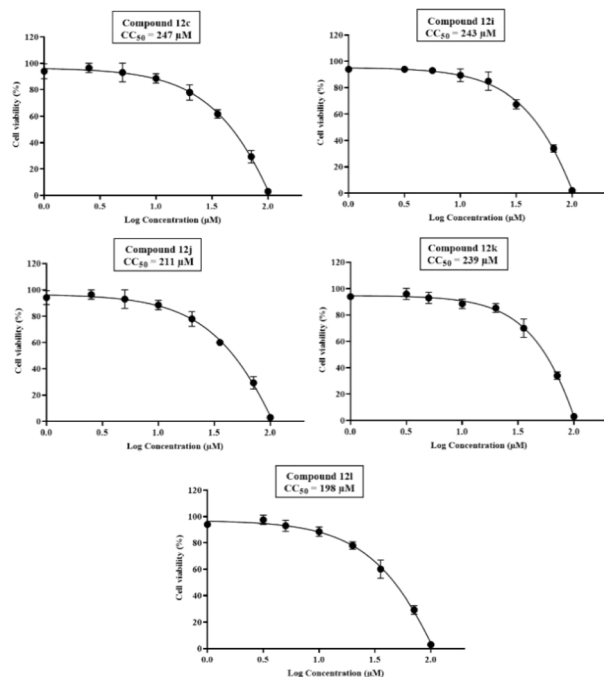 Compound 12c
CC50 = 247 µM
120
100
80
60
40
20
0
Cell viability (%)
0.0 0.5 1.0 1.5 2.0
Log Concentration (µM)
Compound 12i
CC50 = 243 µM
120
100
80
60
40
20
0
Cell viability (%)
0.0 0.5 1.0 1.5 2.0
Log Concentration (µM)
Compound 12j
CC50 = 211 µM
120
100
80
60
40
20
0
Cell viability (%)
0.0 0.5 1.0 1.5 2.0
Log Concentration (µM)
Compound 12k
CC50 = 239 µM
120
100
80
60
40
20
0
Cell viability (%)
0.0 0.5 1.0 1.5 2.0
Log Concentration (µM)
Compound 12l
CC50 = 198 µM
120
100
80
60
40
20
0
Cell viability (%)
0.0 0.5 1.0 1.5 2.0
Log Concentration (µM)